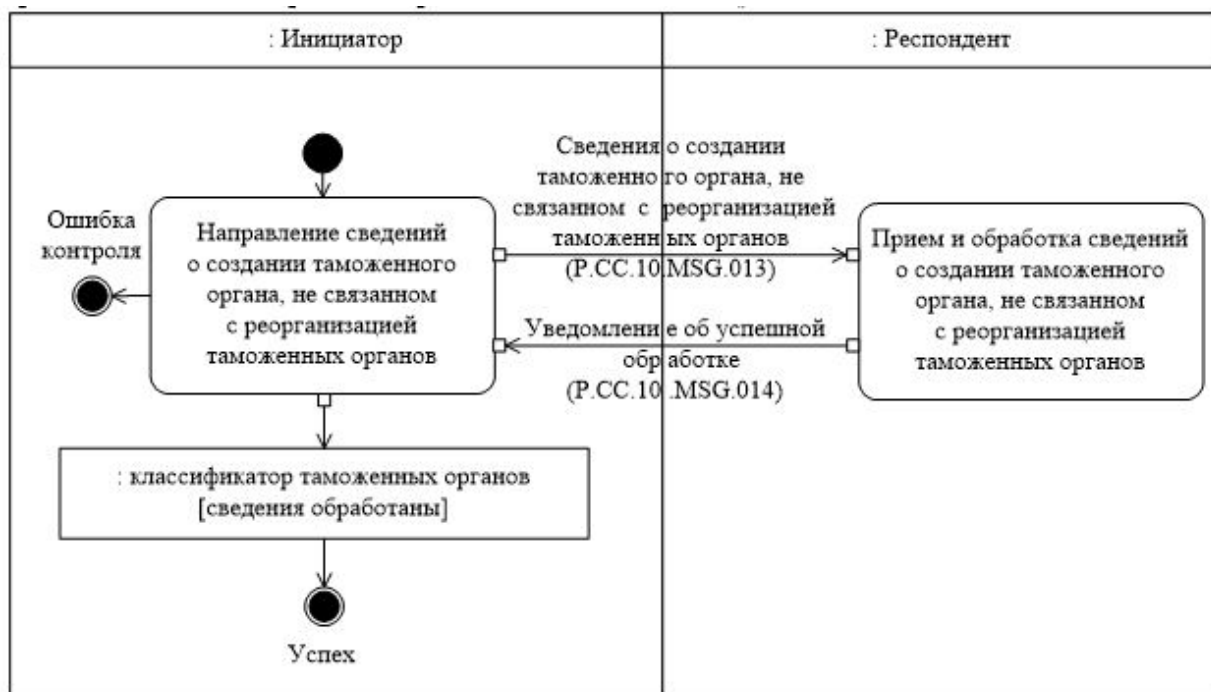 : Инициатор
: Респондент
Сведения о создании
таможенного органа, не
связанном с реорганизацией
таможенных органов
(P.CC.10.MSG.013)
Ошибка
контроля
Направление сведений
о создании таможенного
органа, не связанном
с реорганизацией
таможенных органов
Прием и обработка сведений
о создании таможенного
органа, не связанном
с реорганизацией
таможенных органов
Уведомление об успешной
обработке
(P.CC.10.MSG.014)
: классификатор таможенных органов
[сведения обработаны]
Успех